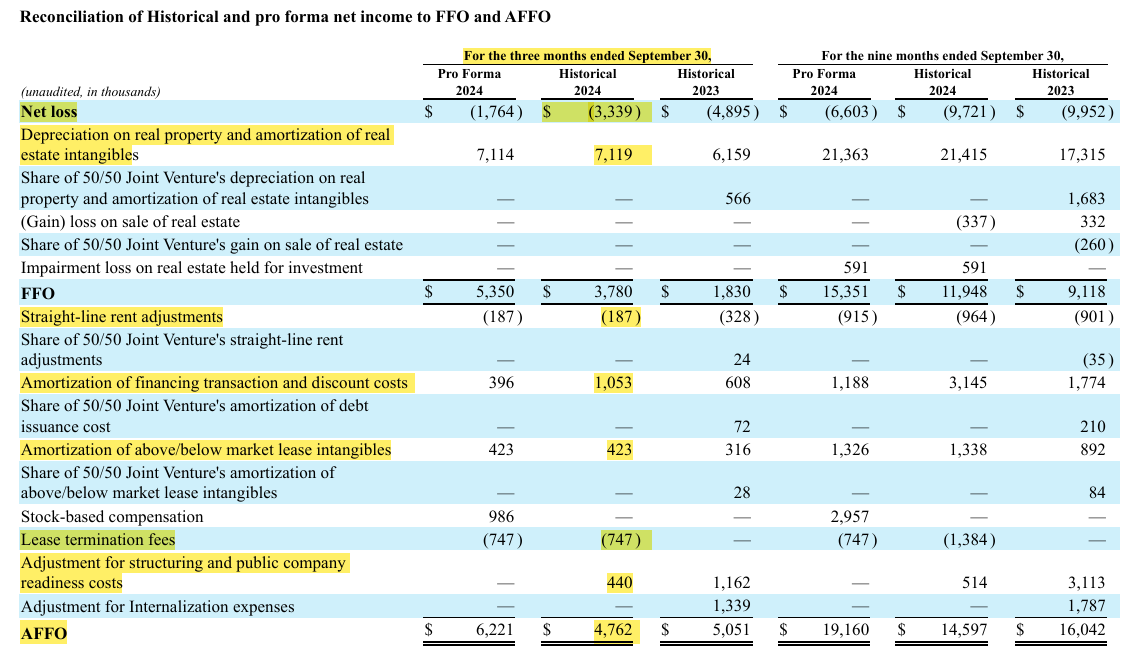 Reconciliation of Historical and pro forma net income to FFO and AFFO
For the three months ended September 30, For the nine months ended September 30,
Pro Forma Historical Historical Pro Forma Historical Historical
(unaudited, in thousands) 2024 2024 2023 2024 2024 2023
Net loss $ (1,764) $ (3,339) $ (4,895) $ (6,603) $ (9,721) $ (9,952)
Depreciation on real property and amortization of real
estate intangibles 7,114 7,119 6,159 21,363 21,415 17,315
Share of 50/50 Joint Venture's depreciation on real
property and amortization of real estate intangibles — — 566 — — 1,683
(Gain) loss on sale of real estate — — — — (337) 332
Share of 50/50 Joint Venture's gain on sale of real estate — — — — — (260)
Impairment loss on real estate held for investment — — — 591 591 —
FFO $ 5,350 $ 3,780 $ 1,830 $ 15,351 $ 11,948 $ 9,118
Straight-line rent adjustments (187) (187) (328) (915) (964) (901)
Share of 50/50 Joint Venture's straight-line rent
adjustments — — 24 — — (35)
Amortization of financing transaction and discount costs 396 1,053 608 1,188 3,145 1,774
Share of 50/50 Joint Venture's amortization of debt
issuance cost — — 72 — — 210
Amortization of above/below market lease intangibles 423 423 316 1,326 1,338 892
Share of 50/50 Joint Venture's amortization of
above/below market lease intangibles — — 28 — — 84
Stock-based compensation 986 — — 2,957 — —
Lease termination fees (747) (747) — (747) (1,384) —
Adjustment for structuring and public company
readiness costs — 440 1,162 — 514 3,113
Adjustment for Internalization expenses — — 1,339 — — 1,787
AFFO $ 6,221 $ 4,762 $ 5,051 $ 19,160 $ 14,597 $ 16,042